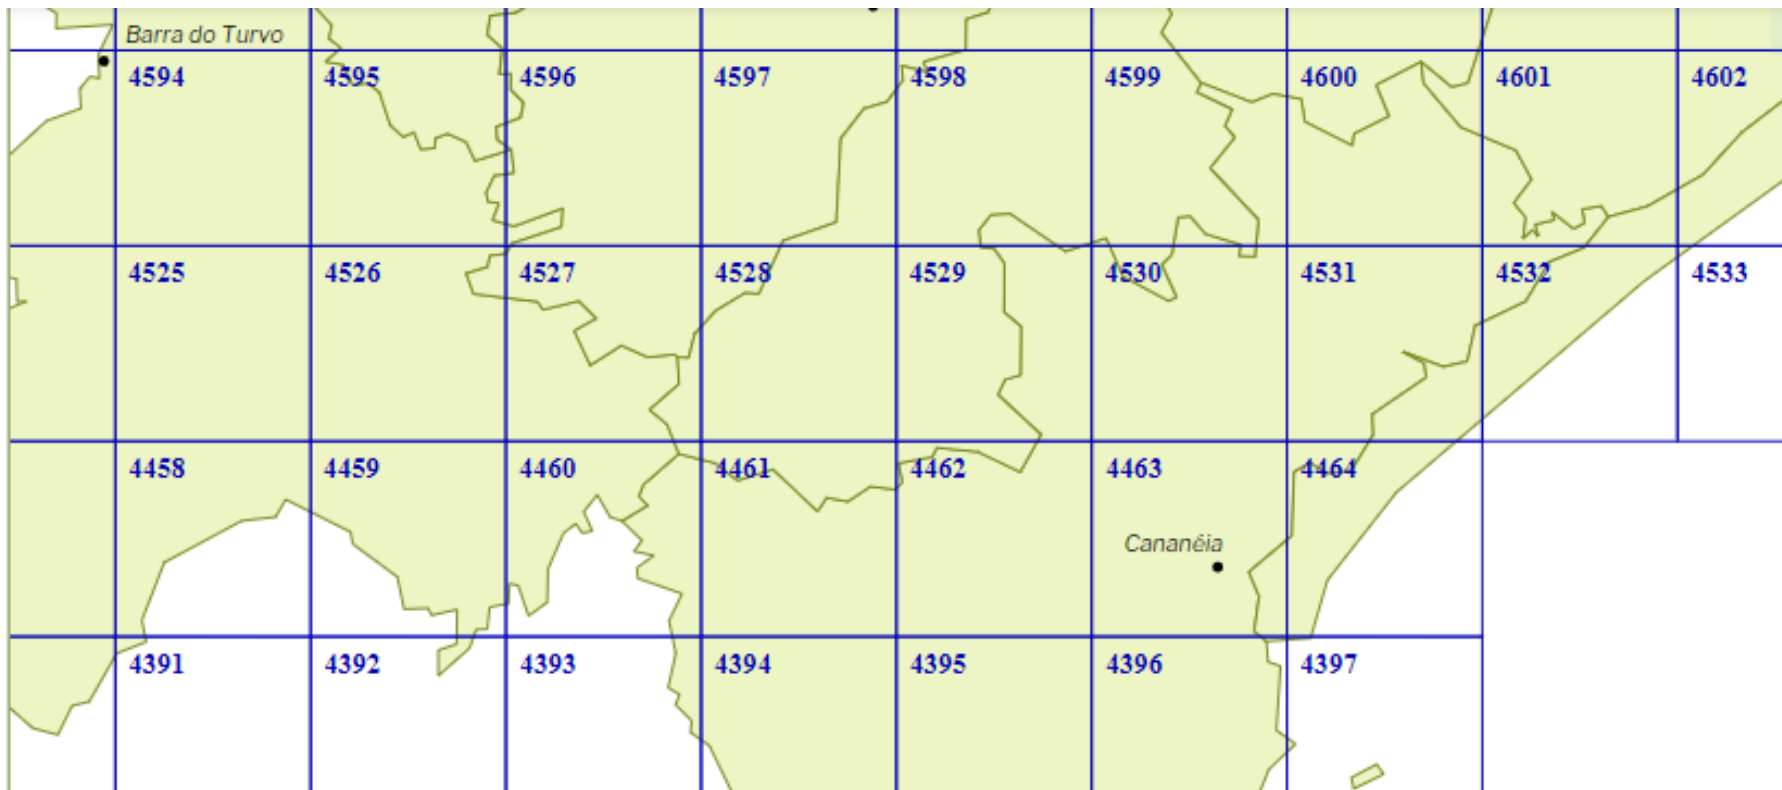 Barra do Turvo
4594 4595 4596 4597 4598 4599 4600 4601 4602
4525 4526 4527 4528 4529 4530 4531 4532 4533
4458 4459 4460 4461 4462 4463 4464
Cananéia
4391 4392 4393 4394 4395 4396 4397